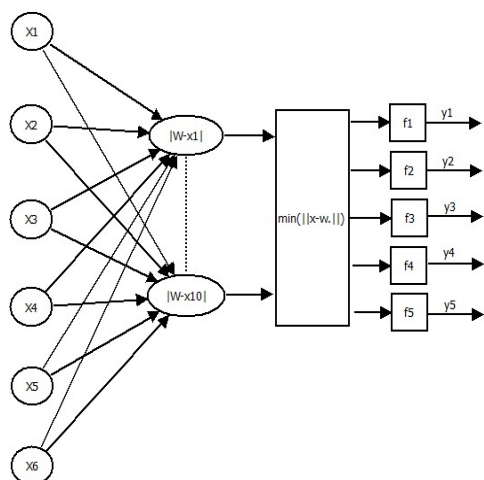 X1
X2
X3
X4
X5
X6
|W-x1|
|W-x10|
min(||x-w.||)
f1
y1
f2
y2
f3
y3
f4
y4
f5
y5